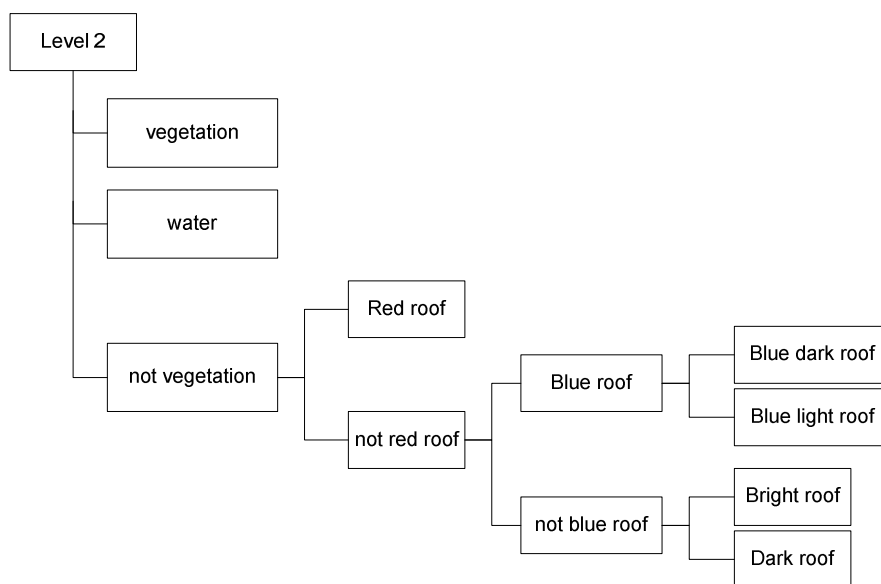 Level 2
vegetation
water
Red roof
not vegetation
Blue dark roof
Blue roof
Blue light roof
not red roof
Bright roof
not blue roof
Dark roof